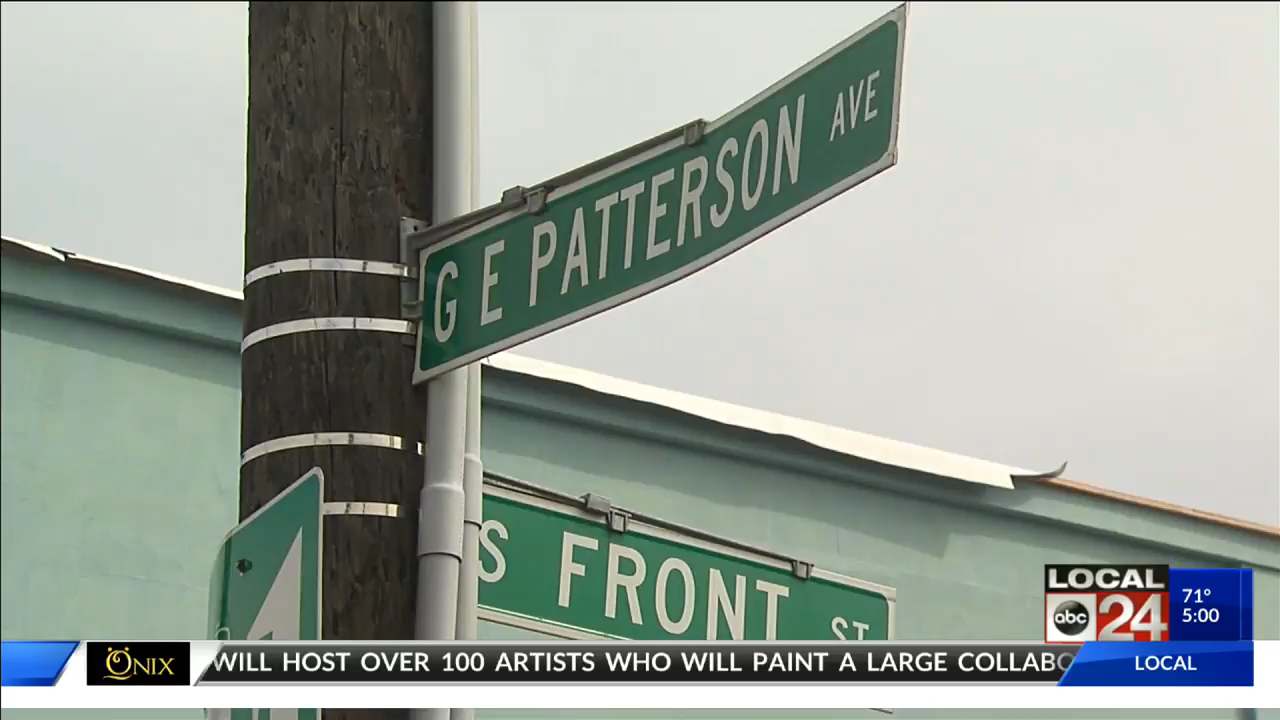 G E PATTERSON AVE
S FRONT ST
LOCAL
abc 24
71°
5:00
ONIX
WILL HOST OVER 100 ARTISTS WHO WILL PAINT A LARGE COLLABO
LOCAL